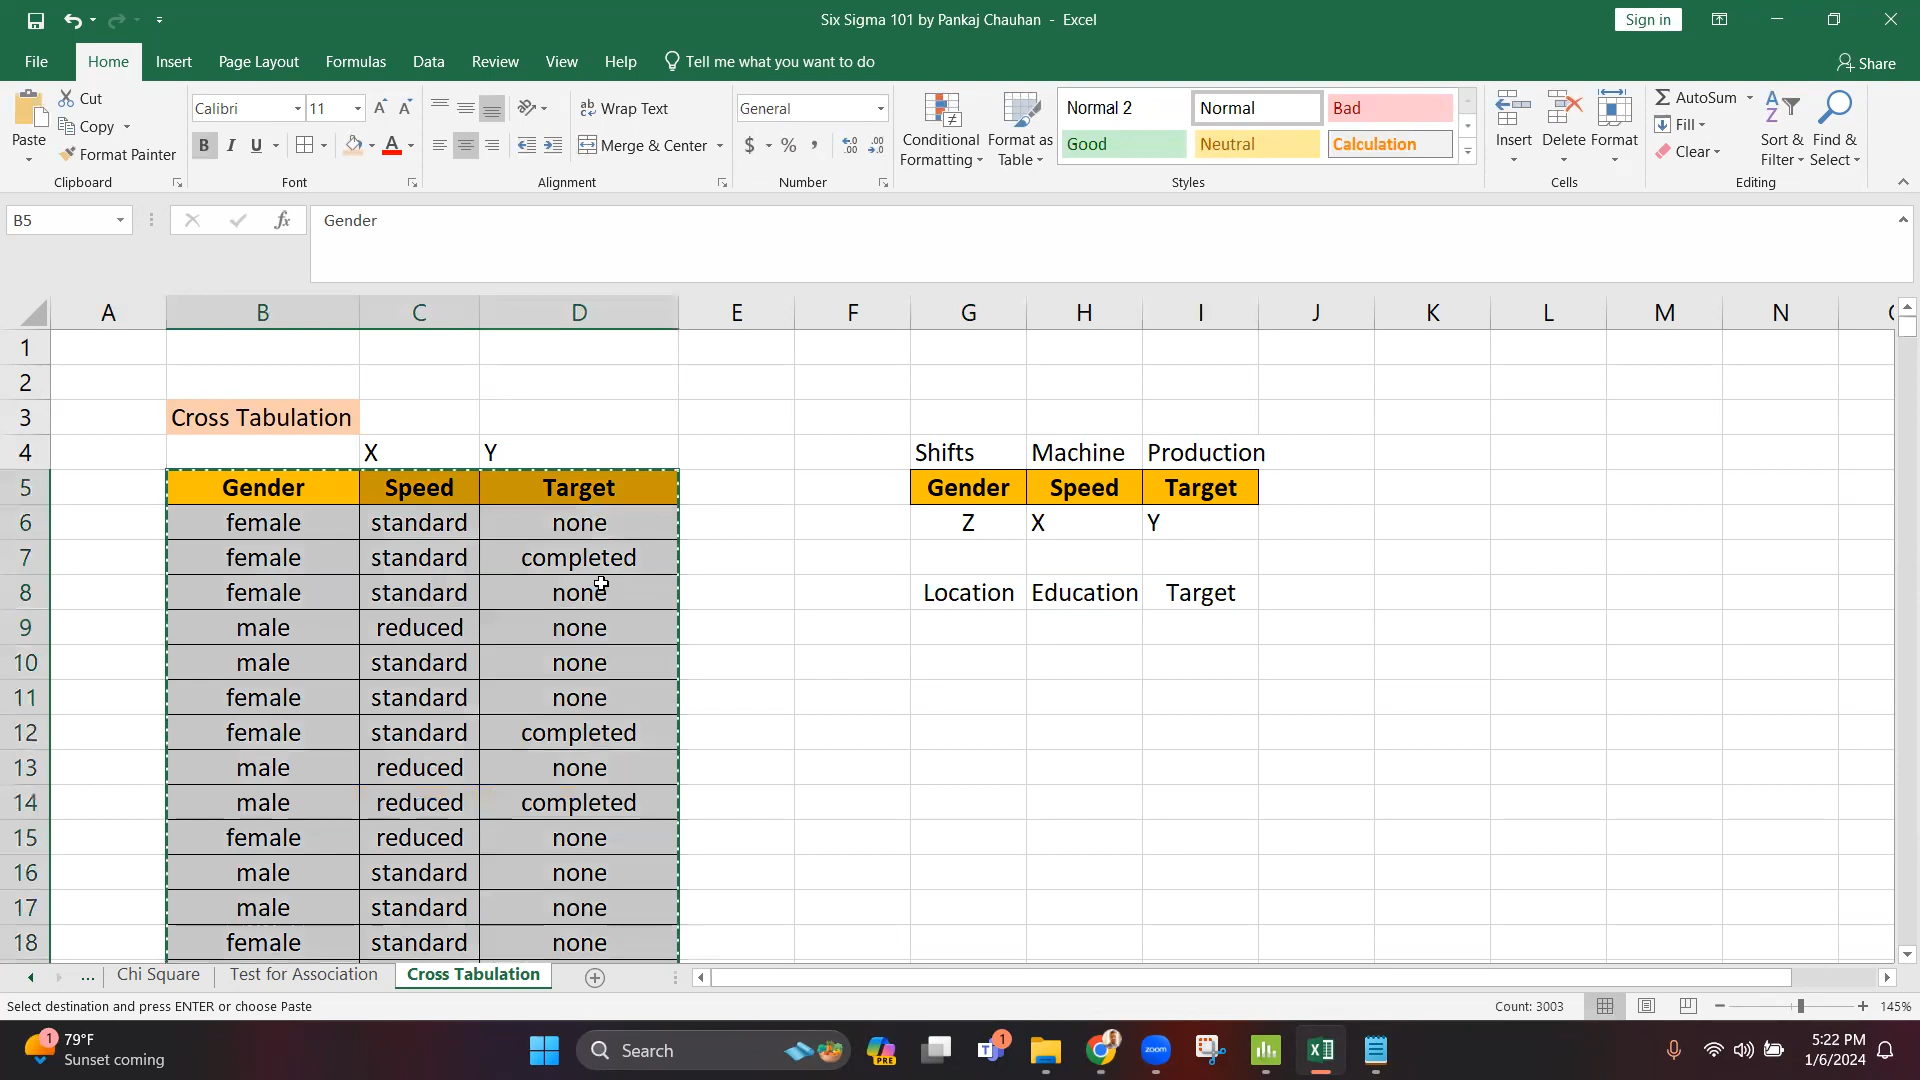 Six Sigma 101 by Pankaj Chauhan - Excel
Sign in
File Home Insert Page Layout Formulas Data Review View Help Tell me what you want to do
Share
Paste
Cut
Copy
Format Painter
Clipboard
Calibri 11
B I U
Font
Wrap Text
Merge & Center
Alignment
General
$ % ,
Number
Conditional Formatting
Format as Table
Normal 2 Normal Bad
Good Neutral Calculation
Styles
Insert Delete Format
Cells
AutoSum
Fill
Clear
Sort & Filter
Find & Select
Editing
B5
fx
Gender
A B C D E F G H I J K L M N
1
2
3 Cross Tabulation
4 X Y Shifts Machine Production
5 Gender Speed Target Gender Speed Target
6 female standard none Z X Y
7 female standard completed
8 female standard none Location Education Target
9 male reduced none
10 male standard none
11 female standard none
12 female standard completed
13 male reduced none
14 male reduced completed
15 female reduced none
16 male standard none
17 male standard none
18 female standard none
... Chi Square Test for Association Cross Tabulation
Select destination and press ENTER or choose Paste
Count: 3003
145%
1
79°F
Sunset coming
Search
PRE
1
zoom
5:22 PM
1/6/2024